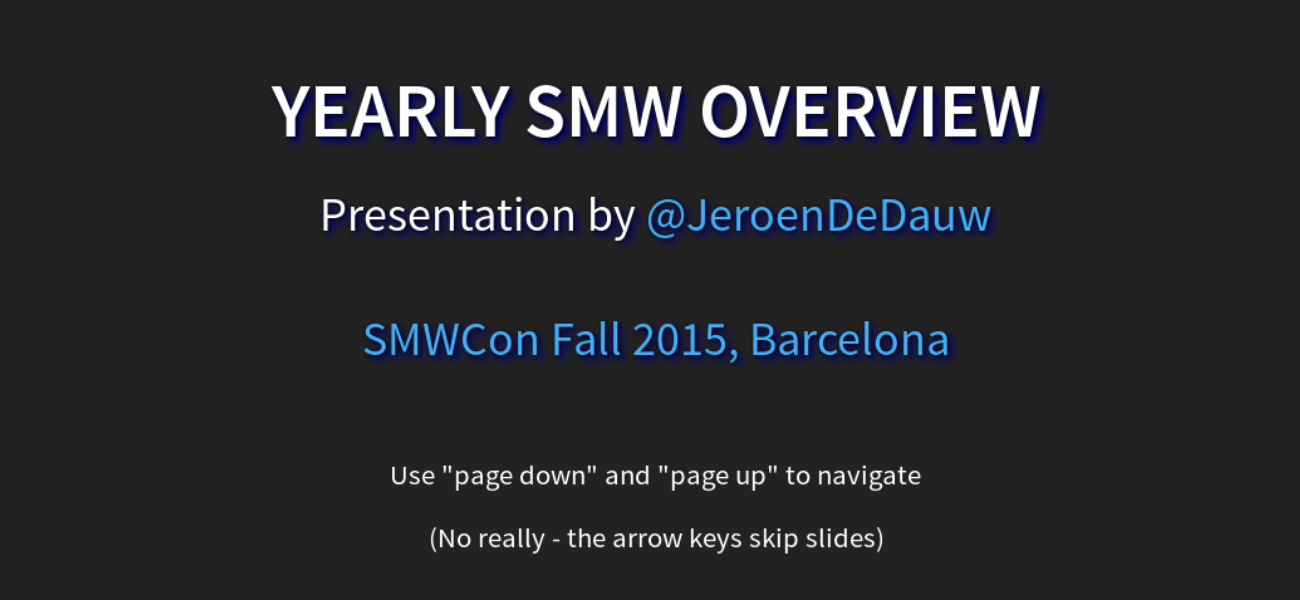 YEARLY SMW OVERVIEW
Presentation by @JeroenDeDauw
SMWCon Fall 2015, Barcelona
Use "page down" and "page up" to navigate
(No really - the arrow keys skip slides)